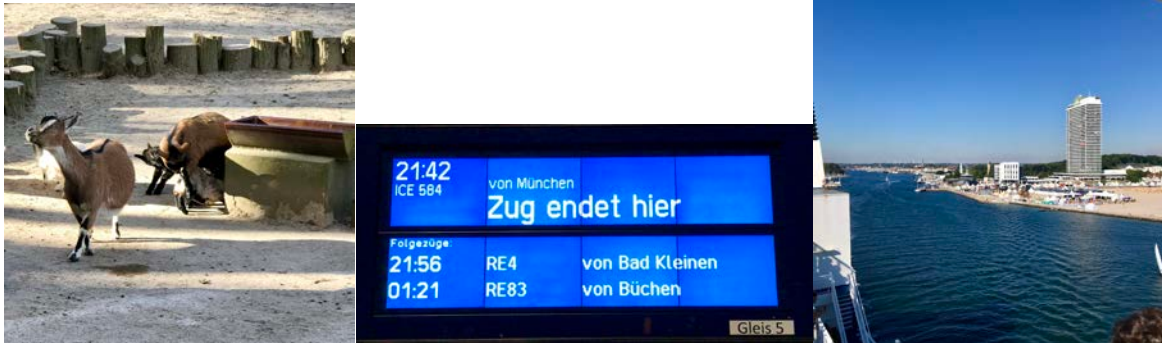 21:42
ICE 584
von München
Zug endet hier
Folgezüge:
21:56 RE4 von Bad Kleinen
01:21 RE83 von Büchen
Gleis 5